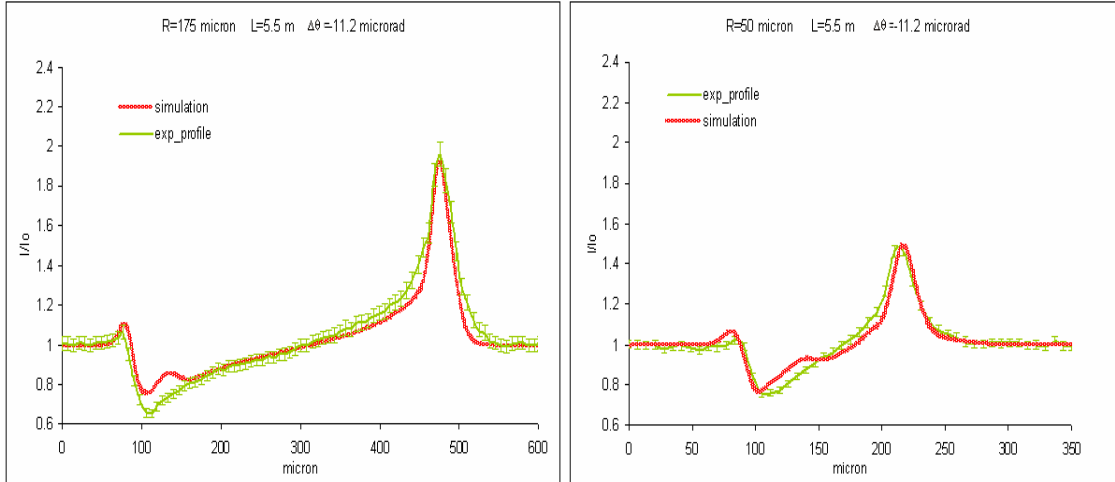 R=175 micron L=5.5 m Δθ =-11.2 microrad
2.4
2.2
2
1.8
1.6
1.4
1.2
1
0.8
0.6
I/Io
simulation
exp_profile
0 100 200 300 400 500 600
micron
R=50 micron L=5.5 m Δθ =-11.2 microrad
2.4
2.2
2
1.8
1.6
1.4
1.2
1
0.8
0.6
I/Io
exp_profile
simulation
0 50 100 150 200 250 300 350
micron